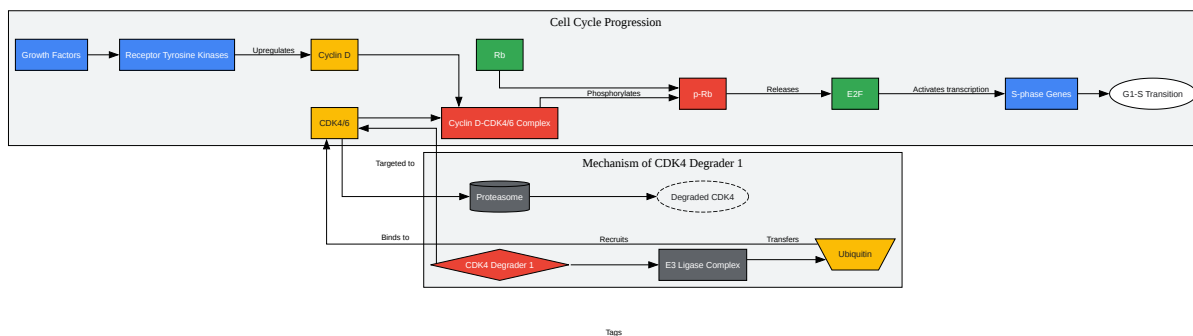 Cell Cycle Progression
Growth Factors
Receptor Tyrosine Kinases
Upregulates
Cyclin D
Rb
Phosphorylates
p-Rb
Releases
E2F
Activates transcription
S-phase Genes
G1-S Transition
CDK4/6
Cyclin D-CDK4/6 Complex
Targeted to
Mechanism of CDK4 Degrader 1
Proteasome
Degraded CDK4
Binds to
Recruits
Transfers
Ubiquitin
CDK4 Degrader 1
E3 Ligase Complex
Tags